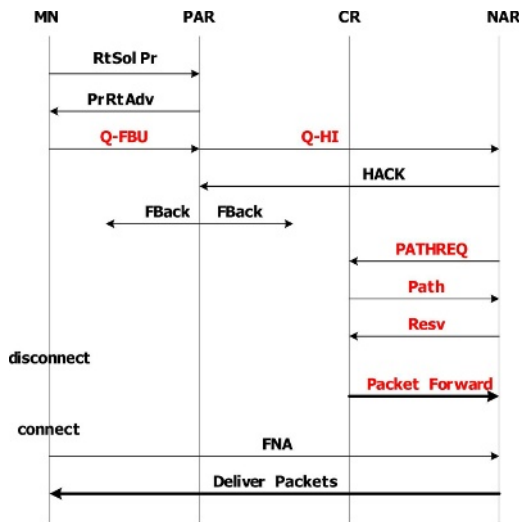 MN PAR CR NAR
RtSol Pr
PrRtAdv
Q-FBU Q-HI
HACK
FBack FBack
PATHREQ
Path
Resv
disconnect
Packet Forward
connect
FNA
Deliver Packets